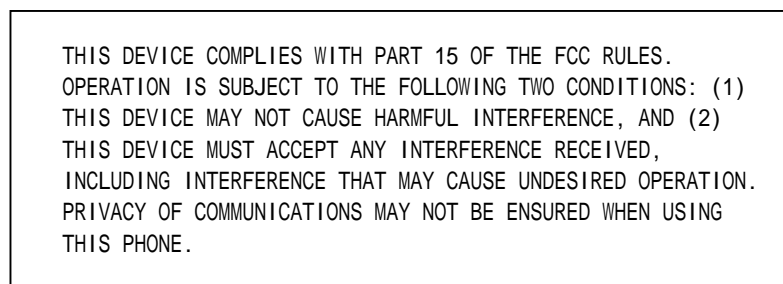 THIS DEVICE COMPLIES WITH PART 15 OF THE FCC RULES.
OPERATION IS SUBJECT TO THE FOLLOWING TWO CONDITIONS: (1)
THIS DEVICE MAY NOT CAUSE HARMFUL INTERFERENCE, AND (2)
THIS DEVICE MUST ACCEPT ANY INTERFERENCE RECEIVED,
INCLUDING INTERFERENCE THAT MAY CAUSE UNDESIRED OPERATION.
PRIVACY OF COMMUNICATIONS MAY NOT BE ENSURED WHEN USING
THIS PHONE.